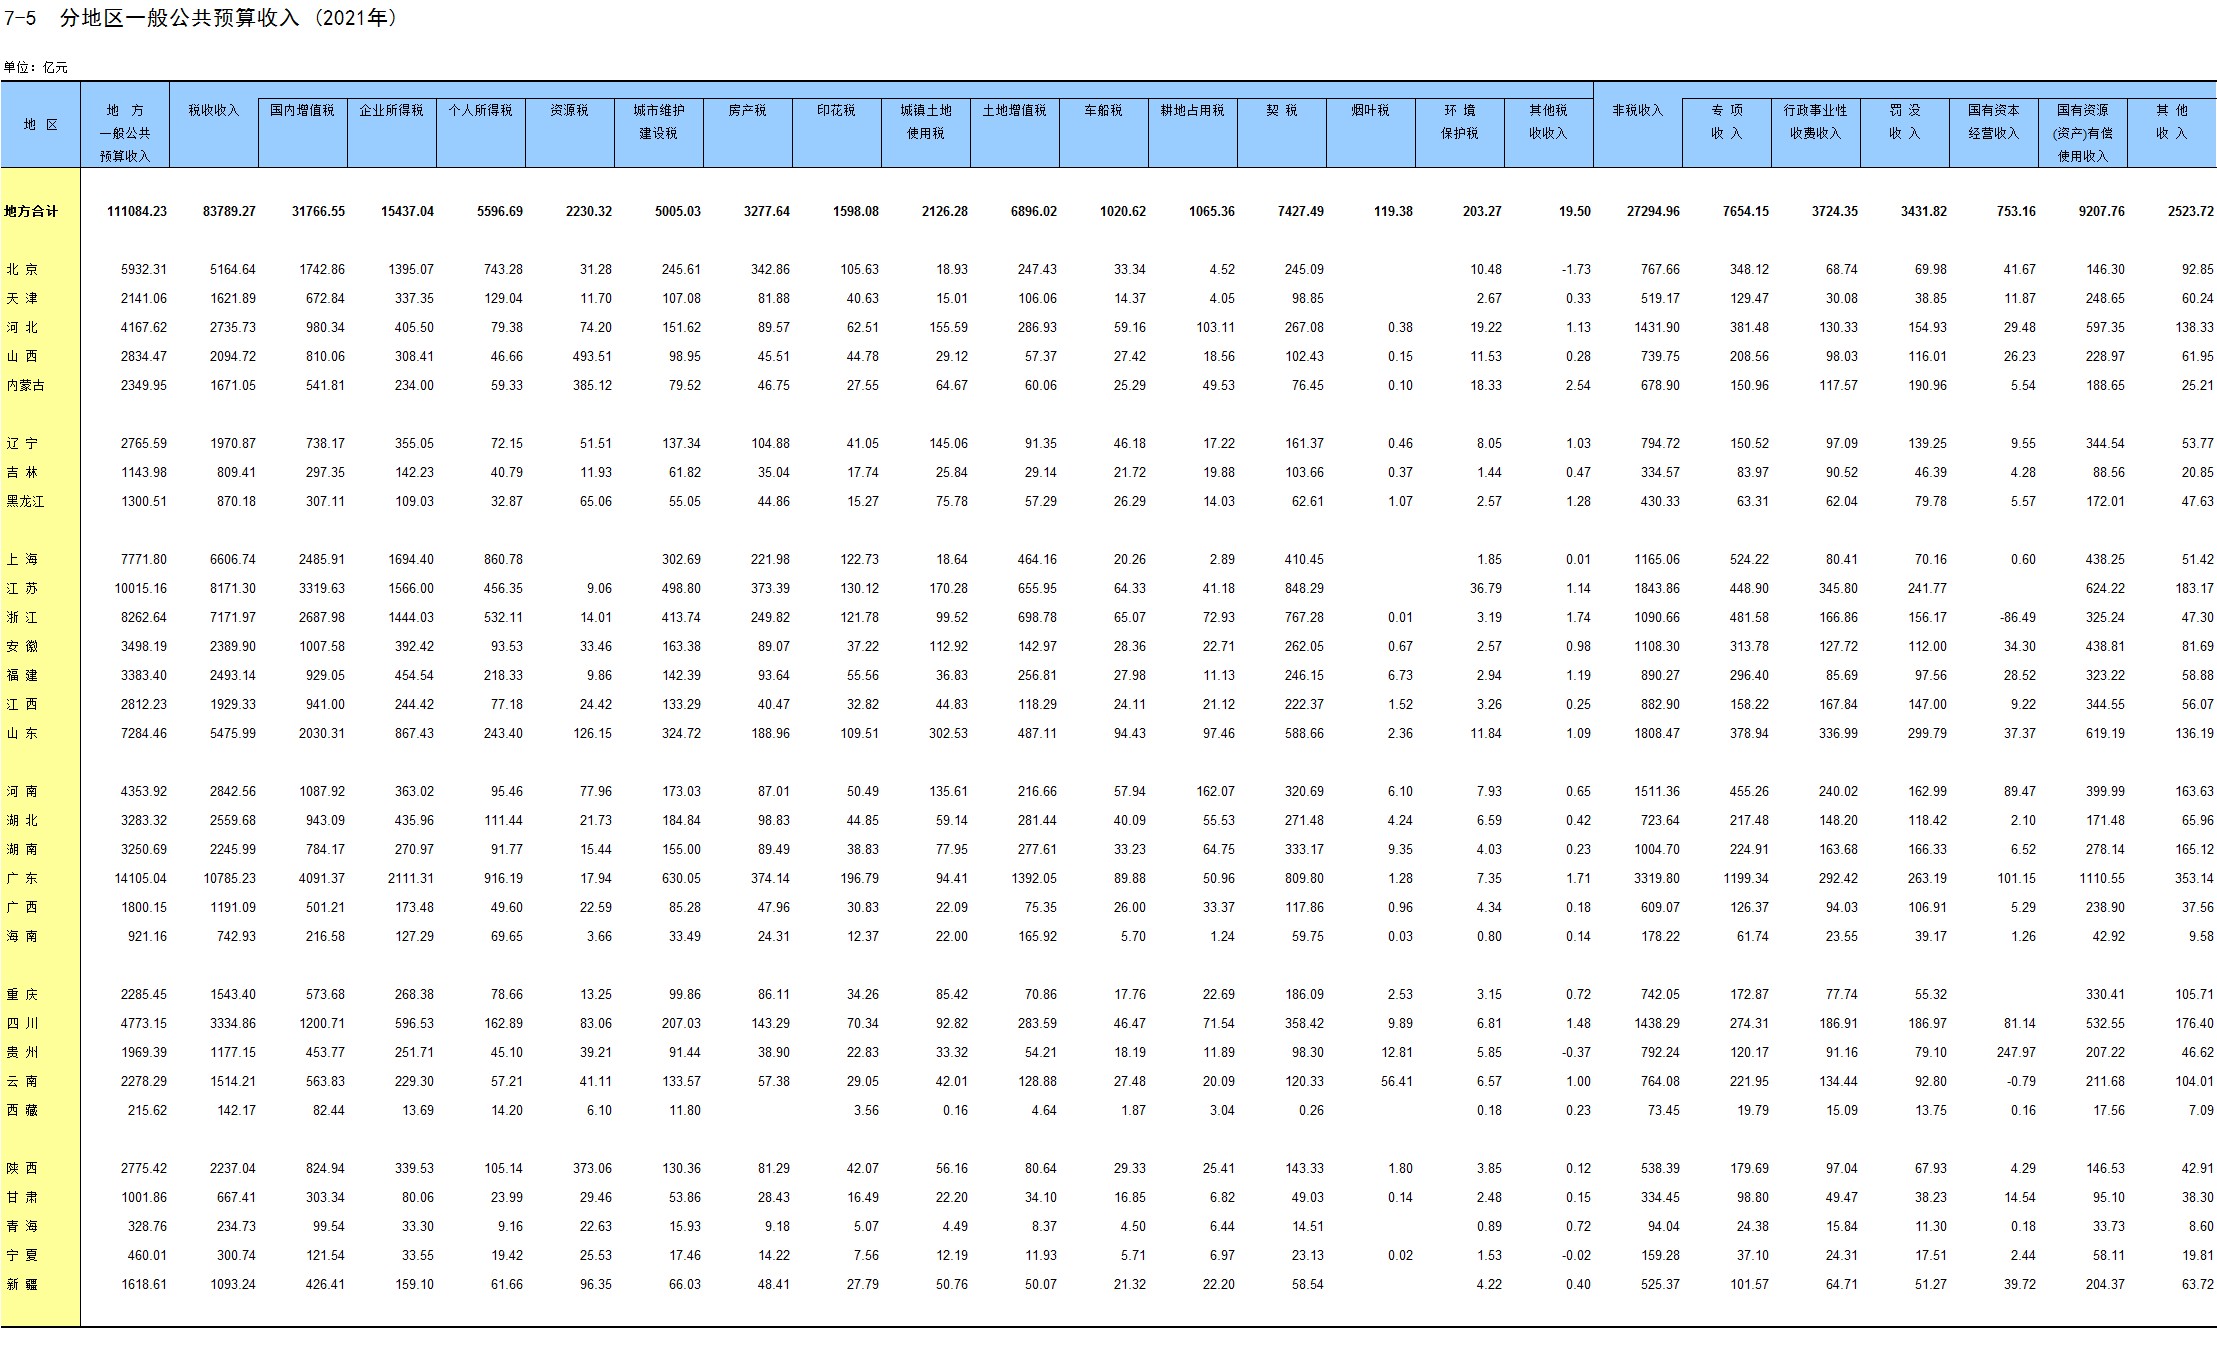 7-5 分地区一般公共预算收入 (2021年)
单位：亿元
地 区 地 方 一般公共 预算收入 税收收入 国内增值税 企业所得税 个人所得税 资源税 城市维护 建设税 房产税 印花税 城镇土地 使用税 土地增值税 车船税 耕地占用税 契 税 烟叶税 环 境 保护税 其他税 收收入 非税收入 专 项 收 入 行政事业性 收费收入 罚 没 收 入 国有资本 经营收入 国有资源 (资产)有偿 使用收入 其 他 收 入
地方合计 111084.23 83789.27 31766.55 15437.04 5596.69 2230.32 5005.03 3277.64 1598.08 2126.28 6896.02 1020.62 1065.36 7427.49 119.38 203.27 19.50 27294.96 7654.15 3724.35 3431.82 753.16 9207.76 2523.72
北 京 5932.31 5164.64 1742.86 1395.07 743.28 31.28 245.61 342.86 105.63 18.93 247.43 33.34 4.52 245.09 10.48 -1.73 767.66 348.12 68.74 69.98 41.67 146.30 92.85
天 津 2141.06 1621.89 672.84 337.35 129.04 11.70 107.08 81.88 40.63 15.01 106.06 14.37 4.05 98.85 2.67 0.33 519.17 129.47 30.08 38.85 11.87 248.65 60.24
河 北 4167.62 2735.73 980.34 405.50 79.38 74.20 151.62 89.57 62.51 155.59 286.93 59.16 103.11 267.08 0.38 19.22 1.13 1431.90 381.48 130.33 154.93 29.48 597.35 138.33
山 西 2834.47 2094.72 810.06 308.41 46.66 493.51 98.95 45.51 44.78 29.12 57.37 27.42 18.56 102.43 0.15 11.53 0.28 739.75 208.56 98.03 116.01 26.23 228.97 61.95
内蒙古 2349.95 1671.05 541.81 234.00 59.33 385.12 79.52 46.75 27.55 64.67 60.06 25.29 49.53 76.45 0.10 18.33 2.54 678.90 150.96 117.57 190.96 5.54 188.65 25.21
辽 宁 2765.59 1970.87 738.17 355.05 72.15 51.51 137.34 104.88 41.05 145.06 91.35 46.18 17.22 161.37 0.46 8.05 1.03 794.72 150.52 97.09 139.25 9.55 344.54 53.77
吉 林 1143.98 809.41 297.35 142.23 40.79 11.93 61.82 35.04 17.74 25.84 29.14 21.72 19.88 103.66 0.37 1.44 0.47 334.57 83.97 90.52 46.39 4.28 88.56 20.85
黑龙江 1300.51 870.18 307.11 109.03 32.87 65.06 55.05 44.86 15.27 75.78 57.29 26.29 14.03 62.61 1.07 2.57 1.28 430.33 63.31 62.04 79.78 5.57 172.01 47.63
上 海 7771.80 6606.74 2485.91 1694.40 860.78 302.69 221.98 122.73 18.64 464.16 20.26 2.89 410.45 1.85 0.01 1165.06 524.22 80.41 70.16 0.60 438.25 51.42
江 苏 10015.16 8171.30 3319.63 1566.00 456.35 9.06 498.80 373.39 130.12 170.28 655.95 64.33 41.18 848.29 36.79 1.14 1843.86 448.90 345.80 241.77 624.22 183.17
浙 江 8262.64 7171.97 2687.98 1444.03 532.11 14.01 413.74 249.82 121.78 99.52 698.78 65.07 72.93 767.28 0.01 3.19 1.74 1090.66 481.58 166.86 156.17 -86.49 325.24 47.30
安 徽 3498.19 2389.90 1007.58 392.42 93.53 33.46 163.38 89.07 37.22 112.92 142.97 28.36 22.71 262.05 0.67 2.57 0.98 1108.30 313.78 127.72 112.00 34.30 438.81 81.69
福 建 3383.40 2493.14 929.05 454.54 218.33 9.86 142.39 93.64 55.56 36.83 256.81 27.98 11.13 246.15 6.73 2.94 1.19 890.27 296.40 85.69 97.56 28.52 323.22 58.88
江 西 2812.23 1929.33 941.00 244.42 77.18 24.42 133.29 40.47 32.82 44.83 118.29 24.11 21.12 222.37 1.52 3.26 0.25 882.90 158.22 167.84 147.00 9.22 344.55 56.07
山 东 7284.46 5475.99 2030.31 867.43 243.40 126.15 324.72 188.96 109.51 302.53 487.11 94.43 97.46 588.66 2.36 11.84 1.09 1808.47 378.94 336.99 299.79 37.37 619.19 136.19
河 南 4353.92 2842.56 1087.92 363.02 95.46 77.96 173.03 87.01 50.49 135.61 216.66 57.94 162.07 320.69 6.10 7.93 0.65 1511.36 455.26 240.02 162.99 89.47 399.99 163.63
湖 北 3283.32 2559.68 943.09 435.96 111.44 21.73 184.84 98.83 44.85 59.14 281.44 40.09 55.53 271.48 4.24 6.59 0.42 723.64 217.48 148.20 118.42 2.10 171.48 65.96
湖 南 3250.69 2245.99 784.17 270.97 91.77 15.44 155.00 89.49 38.83 77.95 277.61 33.23 64.75 333.17 9.35 4.03 0.23 1004.70 224.91 163.68 166.33 6.52 278.14 165.12
广 东 14105.04 10785.23 4091.37 2111.31 916.19 17.94 630.05 374.14 196.79 94.41 1392.05 89.88 50.96 809.80 1.28 7.35 1.71 3319.80 1199.34 292.42 263.19 101.15 1110.55 353.14
广 西 1800.15 1191.09 501.21 173.48 49.60 22.59 85.28 47.96 30.83 22.09 75.35 26.00 33.37 117.86 0.96 4.34 0.18 609.07 126.37 94.03 106.91 5.29 238.90 37.56
海 南 921.16 742.93 216.58 127.29 69.65 3.66 33.49 24.31 12.37 22.00 165.92 5.70 1.24 59.75 0.03 0.80 0.14 178.22 61.74 23.55 39.17 1.26 42.92 9.58
重 庆 2285.45 1543.40 573.68 268.38 78.66 13.25 99.86 86.11 34.26 85.42 70.86 17.76 22.69 186.09 2.53 3.15 0.72 742.05 172.87 77.74 55.32 330.41 105.71
四 川 4773.15 3334.86 1200.71 596.53 162.89 83.06 207.03 143.29 70.34 92.82 283.59 46.47 71.54 358.42 9.89 6.81 1.48 1438.29 274.31 186.91 186.97 81.14 532.55 176.40
贵 州 1969.39 1177.15 453.77 251.71 45.10 39.21 91.44 38.90 22.83 33.32 54.21 18.19 11.89 98.30 12.81 5.85 -0.37 792.24 120.17 91.16 79.10 247.97 207.22 46.62
云 南 2278.29 1514.21 563.83 229.30 57.21 41.11 133.57 57.38 29.05 42.01 128.88 27.48 20.09 120.33 56.41 6.57 1.00 764.08 221.95 134.44 92.80 -0.79 211.68 104.01
西 藏 215.62 142.17 82.44 13.69 14.20 6.10 11.80 3.56 0.16 4.64 1.87 3.04 0.26 0.18 0.23 73.45 19.79 15.09 13.75 0.16 17.56 7.09
陕 西 2775.42 2237.04 824.94 339.53 105.14 373.06 130.36 81.29 42.07 56.16 80.64 29.33 25.41 143.33 1.80 3.85 0.12 538.39 179.69 97.04 67.93 4.29 146.53 42.91
甘 肃 1001.86 667.41 303.34 80.06 23.99 29.46 53.86 28.43 16.49 22.20 34.10 16.85 6.82 49.03 0.14 2.48 0.15 334.45 98.80 49.47 38.23 14.54 95.10 38.30
青 海 328.76 234.73 99.54 33.30 9.16 22.63 15.93 9.18 5.07 4.49 8.37 4.50 6.44 14.51 0.89 0.72 94.04 24.38 15.84 11.30 0.18 33.73 8.60
宁 夏 460.01 300.74 121.54 33.55 19.42 25.53 17.46 14.22 7.56 12.19 11.93 5.71 6.97 23.13 0.02 1.53 -0.02 159.28 37.10 24.31 17.51 2.44 58.11 19.81
新 疆 1618.61 1093.24 426.41 159.10 61.66 96.35 66.03 48.41 27.79 50.76 50.07 21.32 22.20 58.54 4.22 0.40 525.37 101.57 64.71 51.27 39.72 204.37 63.72